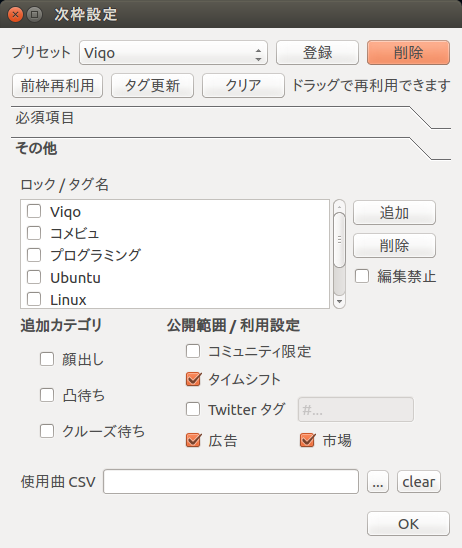 次枠設定
プリセット Viqo 登録 削除
前枠再利用 タグ更新 クリア ドラッグで再利用できます
必須項目
その他
ロック / タグ名
Viqo 追加
コメビュ
プログラミング 削除
Ubuntu 編集禁止
Linux
追加カテゴリ 公開範囲 / 利用設定
顔出し コミュニティ限定
タイムシフト
凸待ち Twitter タグ #...
クルーズ待ち 広告 市場
使用曲 CSV ... clear
OK